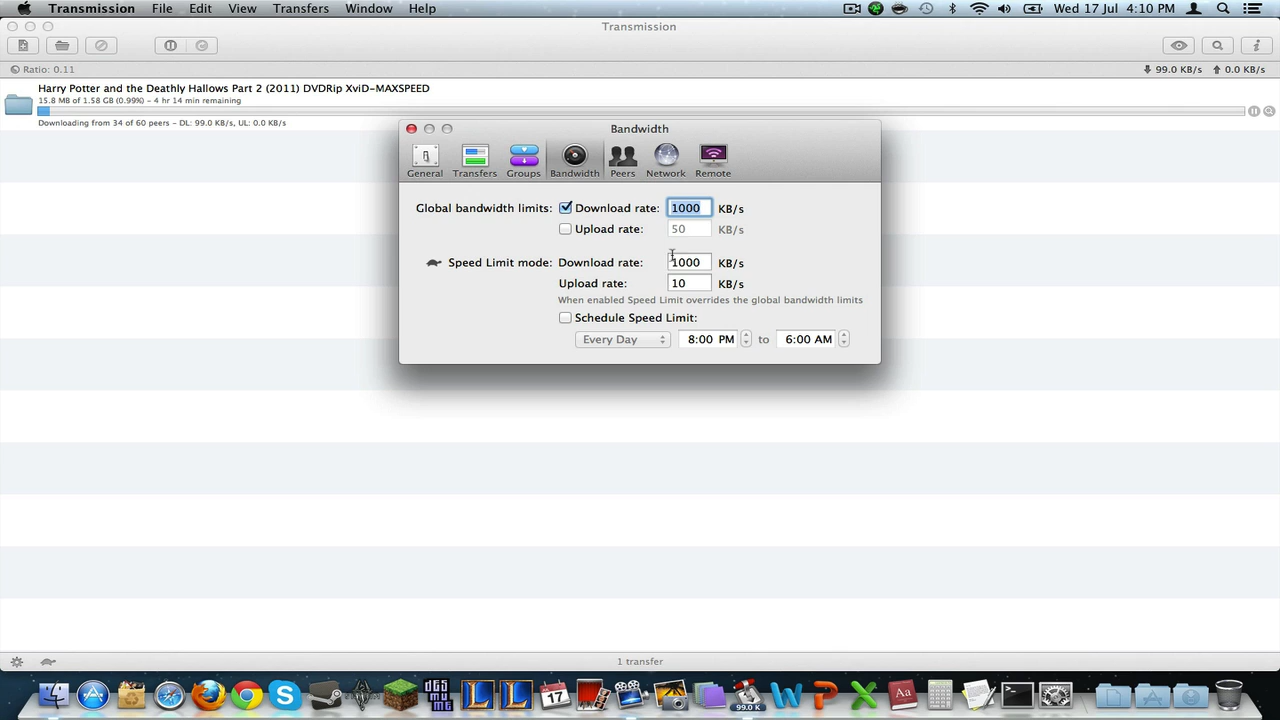 Transmission File Edit View Transfers Window Help Wed 17 Jul 4:10 PM
Transmission
Ratio: 0.11 99.0 KB/s 0.0 KB/s
Harry Potter and the Deathly Hallows Part 2 (2011) DVDRip XviD-MAXSPEED
15.8 MB of 1.58 GB (0.99%) - 4 hr 14 min remaining
Downloading from 34 of 60 peers - DL: 99.0 KB/s, UL: 0.0 KB/s
Bandwidth
General Transfers Groups Bandwidth Peers Network Remote
Global bandwidth limits: Download rate: 1000 KB/s
Upload rate: 50 KB/s
Speed Limit mode: Download rate: 1000 KB/s
Upload rate: 10 KB/s
When enabled Speed Limit overrides the global bandwidth limits
Schedule Speed Limit:
Every Day 8:00 PM to 6:00 AM
1 transfer
17
99.0 K
Aa